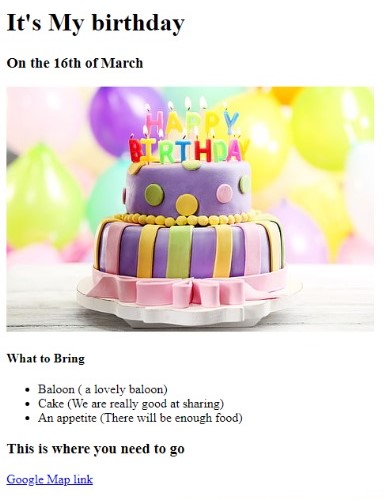 It's My birthday
On the 16th of March
HAPPY
BIRTHDAY
What to Bring
Baloon ( a lovely baloon)
Cake (We are really good at sharing)
An appetite (There will be enough food)
This is where you need to go
Google Map link